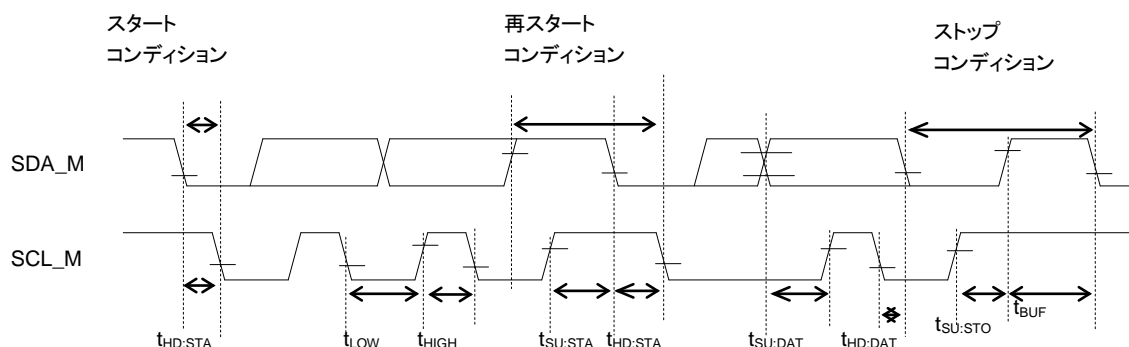 スタート
コンディション
再スタート
コンディション
ストップ
コンディション
SDA_M
SCL_M
tHD:STA
tLOW
tHIGH
tSU:STA
tHD:STA
tSU:DAT
tHD:DAT
tSU:STO
tBUF